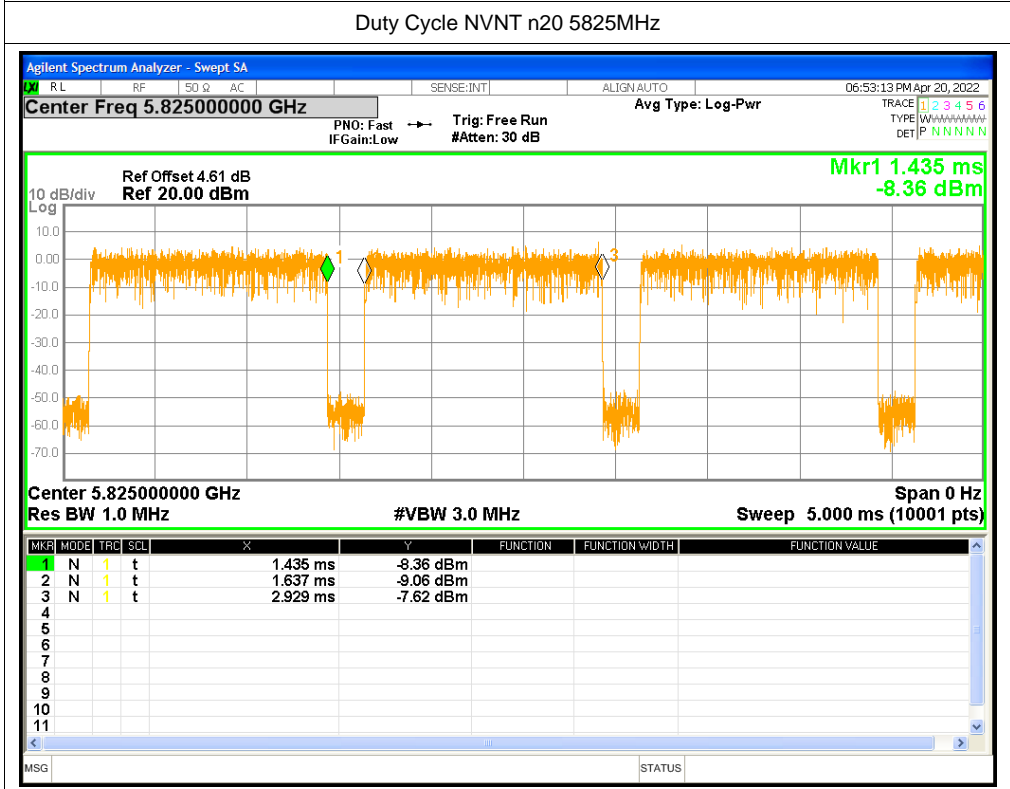 Duty Cycle NVNT n20 5825MHz
Agilent Spectrum Analyzer - Swept SA
LXI RL RF 50 Ω AC SENSE:INT ALIGN AUTO 06:53:13 PM Apr 20, 2022
Center Freq 5.825000000 GHz Avg Type: Log-Pwr TRACE 1 2 3 4 5 6
PNO: Fast Trig: Free Run TYPE W
IFGain:Low #Atten: 30 dB DET P N N N N N
Mkr1 1.435 ms
-8.36 dBm
Ref Offset 4.61 dB
10 dB/div Ref 20.00 dBm
Log
10.0
1 3
0.00
-10.0
-20.0
-30.0
-40.0
-50.0
-60.0
-70.0
Center 5.825000000 GHz Span 0 Hz
Res BW 1.0 MHz #VBW 3.0 MHz Sweep 5.000 ms (10001 pts)
MKR MODE TRC SCL X Y FUNCTION FUNCTION WIDTH FUNCTION VALUE
1 N 1 t 1.435 ms -8.36 dBm
2 N 1 t 1.637 ms -9.06 dBm
3 N 1 t 2.929 ms -7.62 dBm
4
5
6
7
8
9
10
11
MSG STATUS